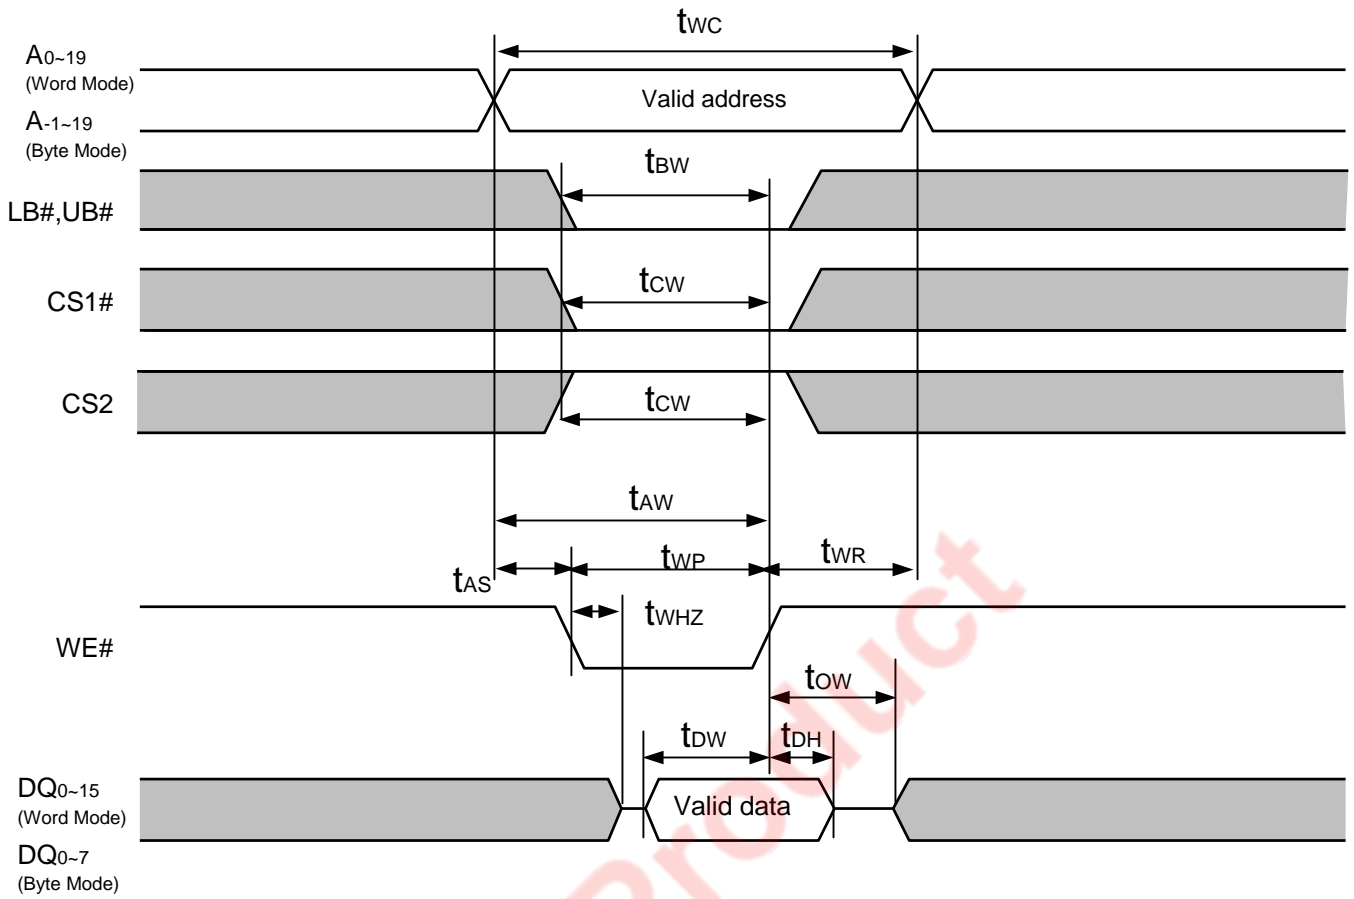 tWC
A0~19
(Word Mode)
Valid address
A-1~19
(Byte Mode)
tBW
LB#,UB#
tCW
CS1#
tCW
CS2
tAW
tAS
tWP
tWR
tWHZ
WE#
tOW
tDW
tDH
DQ0~15
(Word Mode)
Valid data
DQ0~7
(Byte Mode)
Product